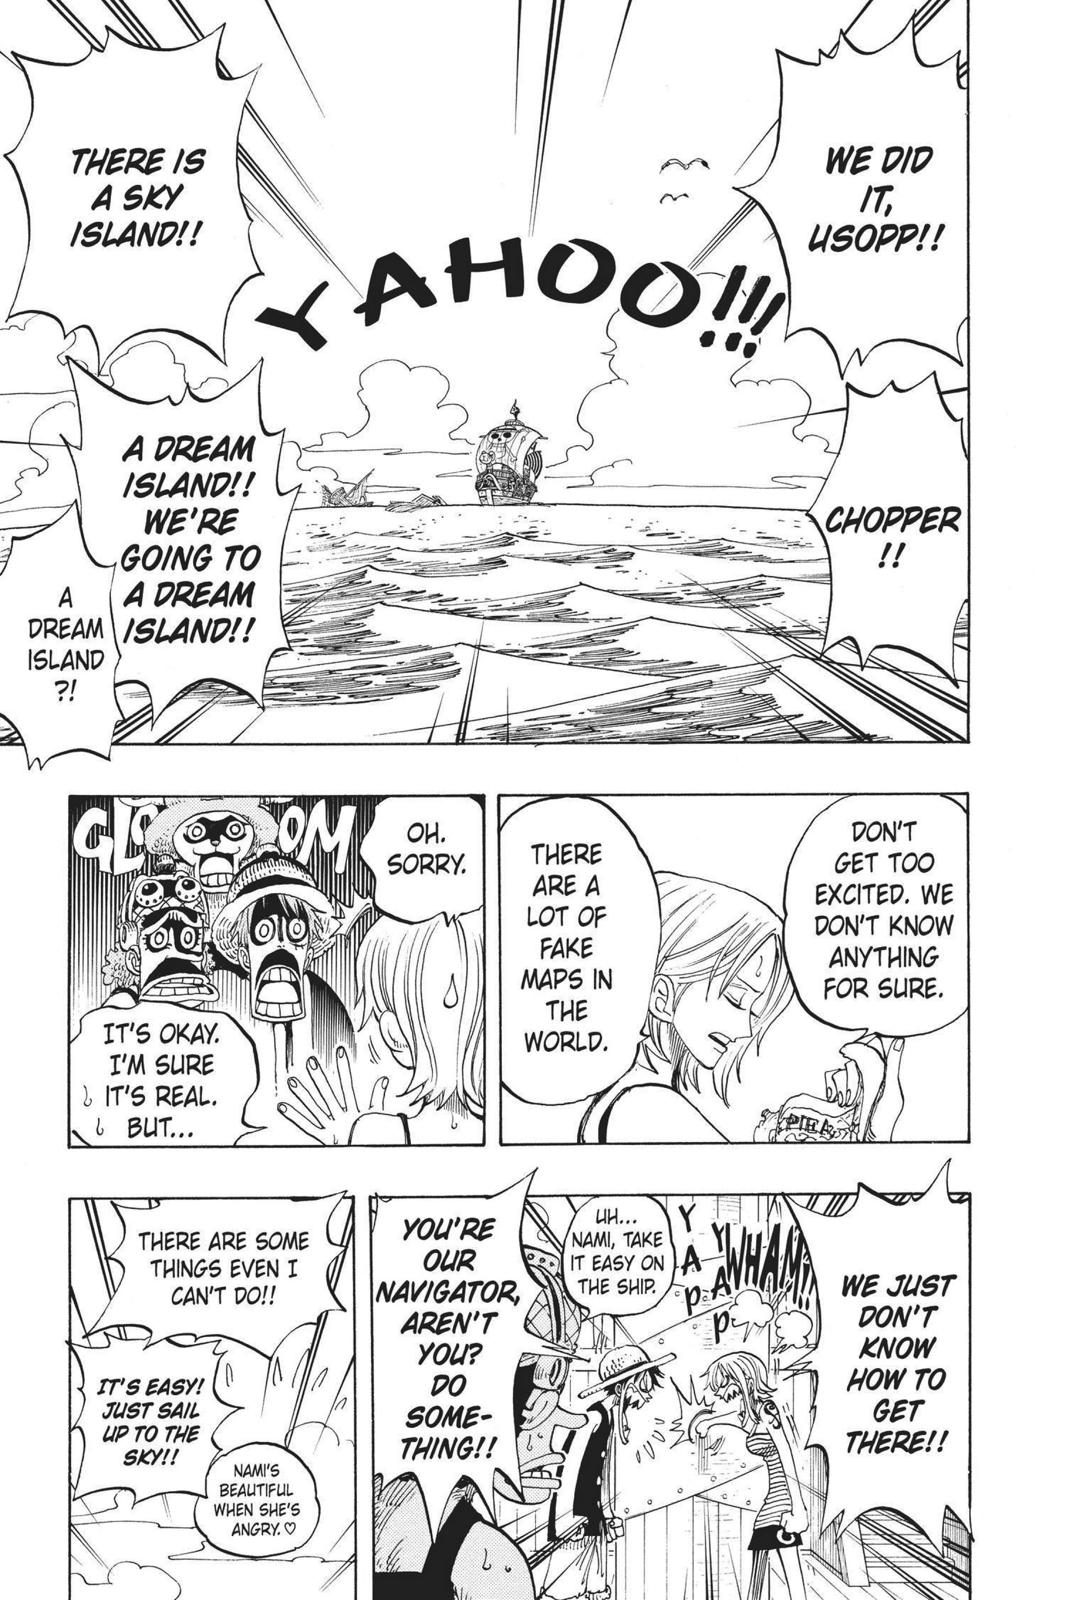 WE DID
IT,
USOPP!!
CHOPPER
!!
YAHOO!!!
THERE IS
A SKY
ISLAND!!
A DREAM
ISLAND!!
WE'RE
GOING TO
A DREAM
ISLAND!!
A
DREAM
ISLAND
?!
DON'T
GET TOO
EXCITED. WE
DON'T KNOW
ANYTHING
FOR SURE.
THERE
ARE A
LOT OF
FAKE
MAPS IN
THE
WORLD.
OH.
SORRY.
IT'S OKAY.
I'M SURE
IT'S REAL.
BUT...
WE JUST
DON'T
KNOW
HOW TO
GET
THERE!!
WHAM!!
YAP
YAP
UH...
NAMI, TAKE
IT EASY ON
THE SHIP.
YOU'RE
OUR
NAVIGATOR,
AREN'T
YOU?
DO
SOME-
THING!!
THERE ARE SOME
THINGS EVEN I
CAN'T DO!!
IT'S EASY!
JUST SAIL
UP TO THE
SKY!!
NAMI'S
BEAUTIFUL
WHEN SHE'S
ANGRY.♡